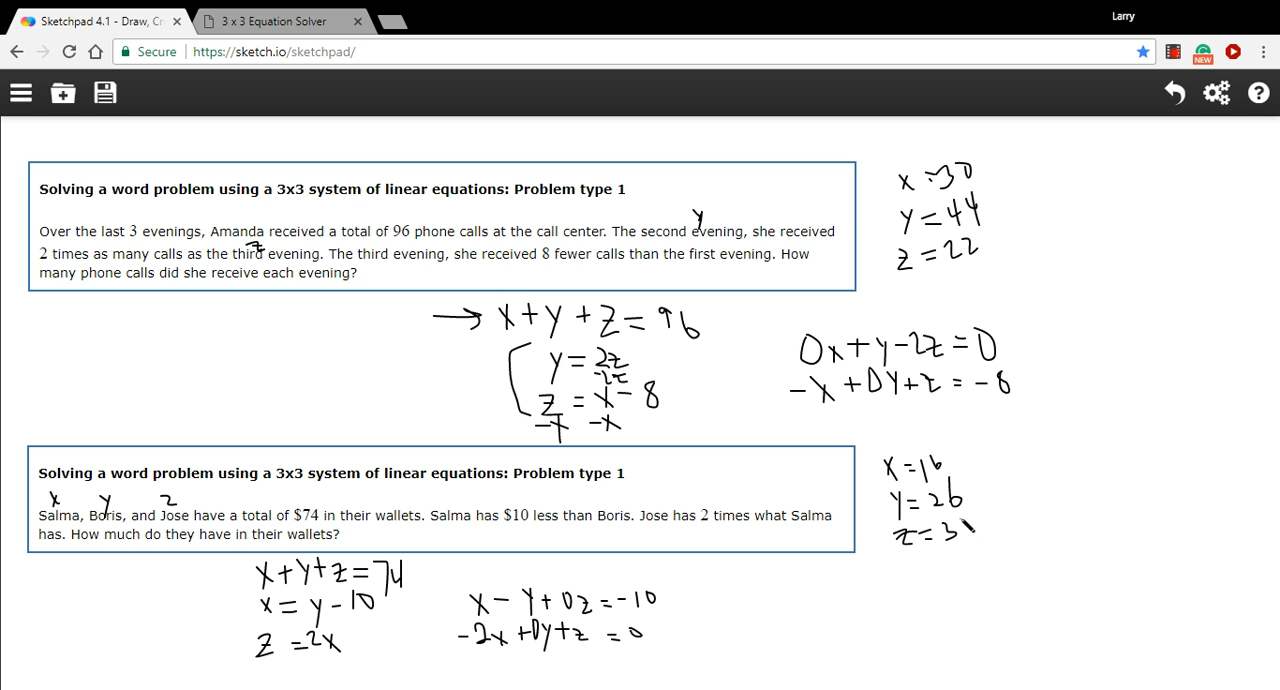 Larry
Sketchpad 4.1 - Draw, Cr
3 x 3 Equation Solver
Secure https://sketch.io/sketchpad/
NEW
Solving a word problem using a 3x3 system of linear equations: Problem type 1
y
Over the last 3 evenings, Amanda received a total of 96 phone calls at the call center. The second evening, she received
z
2 times as many calls as the third evening. The third evening, she received 8 fewer calls than the first evening. How
many phone calls did she receive each evening?
x = 30
y = 44
z = 22
→ x + y + z = 96
y = 2z
-2z
z = x - 8
-x -x
0x + y - 2z = 0
-x + 0y + z = -8
Solving a word problem using a 3x3 system of linear equations: Problem type 1
x y z
Salma, Boris, and Jose have a total of $74 in their wallets. Salma has $10 less than Boris. Jose has 2 times what Salma
has. How much do they have in their wallets?
x = 16
y = 26
z = 3
x + y + z = 74
x = y - 10
z = 2x
x - y + 0z = -10
-2x + 0y + z = 0